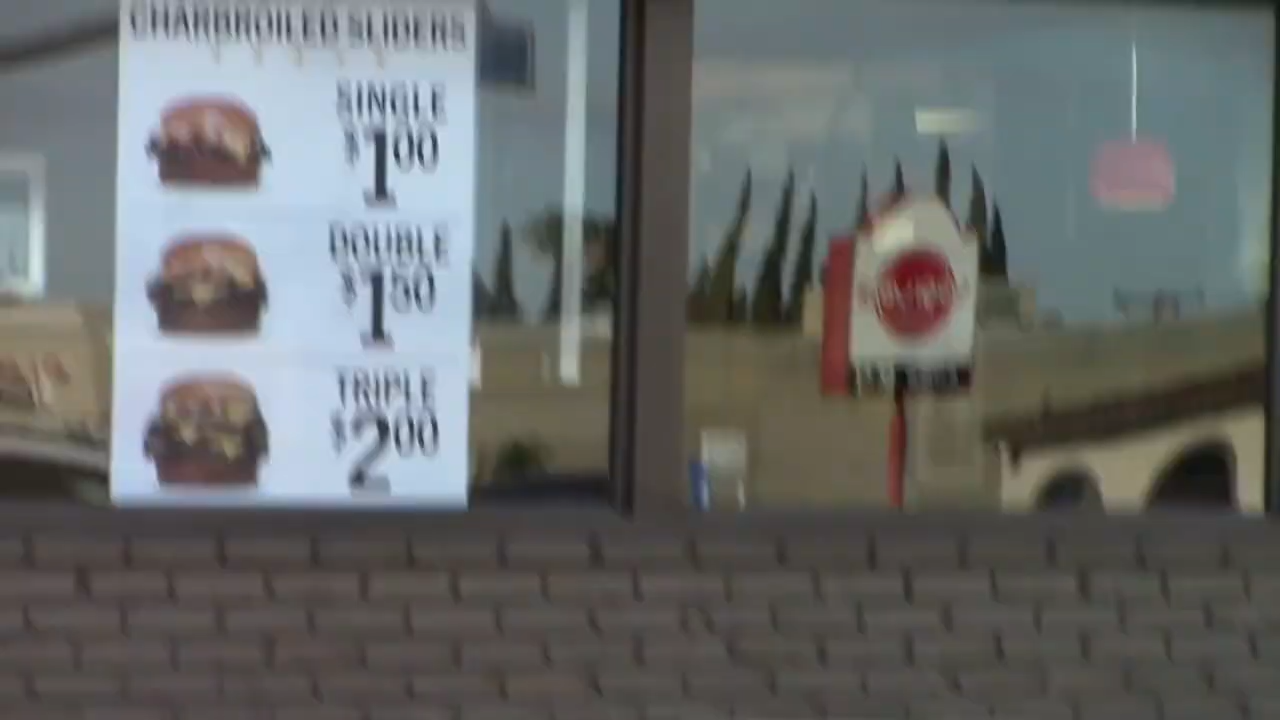 CHARBROILED SLIDERS
SINGLE
$1.00
DOUBLE
$1.50
TRIPLE
$2.00